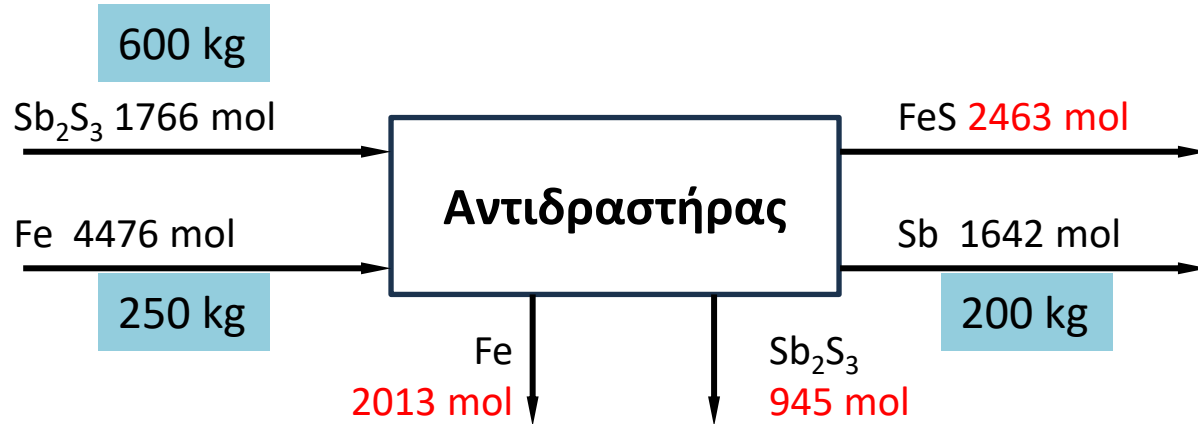 600 kg
Sb₂S₃ 1766 mol
FeS 2463 mol
Αντιδραστήρας
Fe 4476 mol
Sb 1642 mol
250 kg
200 kg
Fe
2013 mol
Sb₂S₃
945 mol